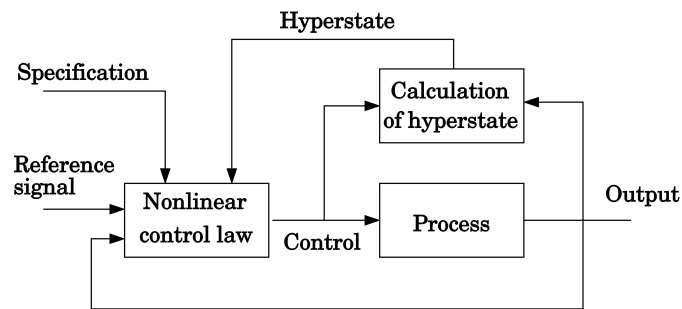 Hyperstate
Specification
Calculation
of hyperstate
Reference
signal
Nonlinear
control law
Control
Process
Output